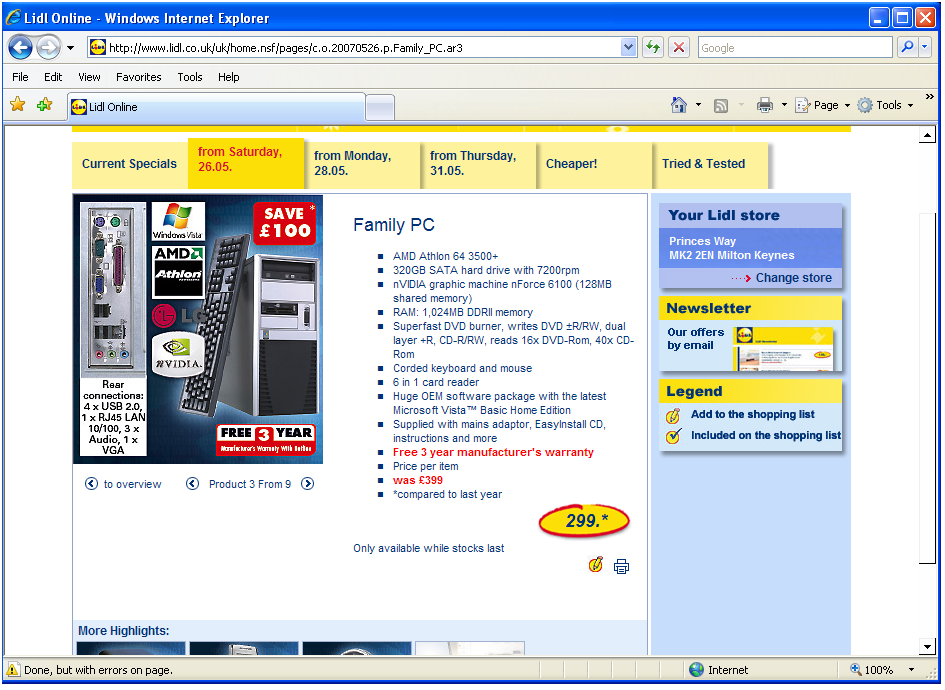 Lidl Online - Windows Internet Explorer
http://www.lidl.co.uk/uk/home.nsf/pages/c.o.20070526.p.Family_PC.ar3
Google
File Edit View Favorites Tools Help
Lidl Online
Page Tools
Current Specials
from Saturday,
26.05.
from Monday,
28.05.
from Thursday,
31.05.
Cheaper!
Tried & Tested
Windows Vista
SAVE *
£100
AMD
Athlon
LG
nVIDIA.
Rear
connections:
4 x USB 2.0,
1 x RJ45 LAN
10/100, 3 x
Audio, 1 x
VGA
FREE 3 YEAR
Manufacturer's Warranty With Hotline
to overview
Product 3 From 9
Family PC
AMD Athlon 64 3500+
320GB SATA hard drive with 7200rpm
nVIDIA graphic machine nForce 6100 (128MB
shared memory)
RAM: 1,024MB DDRII memory
Superfast DVD burner, writes DVD ±R/RW, dual
layer +R, CD-R/RW, reads 16x DVD-Rom, 40x CD-
Rom
Corded keyboard and mouse
6 in 1 card reader
Huge OEM software package with the latest
Microsoft Vista™ Basic Home Edition
Supplied with mains adaptor, EasyInstall CD,
instructions and more
Free 3 year manufacturer's warranty
Price per item
was £399
*compared to last year
299.*
Only available while stocks last
Your Lidl store
Princes Way
MK2 2EN Milton Keynes
Change store
Newsletter
Our offers
by email
Legend
Add to the shopping list
Included on the shopping list
More Highlights:
Done, but with errors on page.
Internet
100%